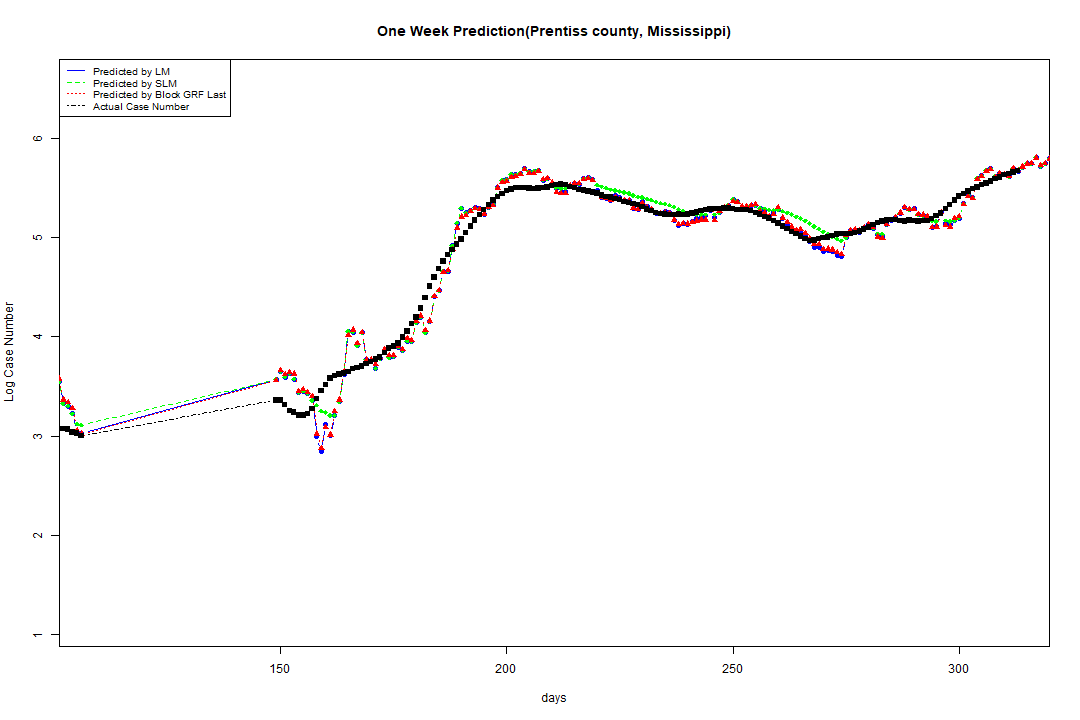 One Week Prediction(Prentiss county, Mississippi)
Predicted by LM
Predicted by SLM
Predicted by Block GRF Last
Actual Case Number
6
5
4
3
2
1
Log Case Number
150 200 250 300
days